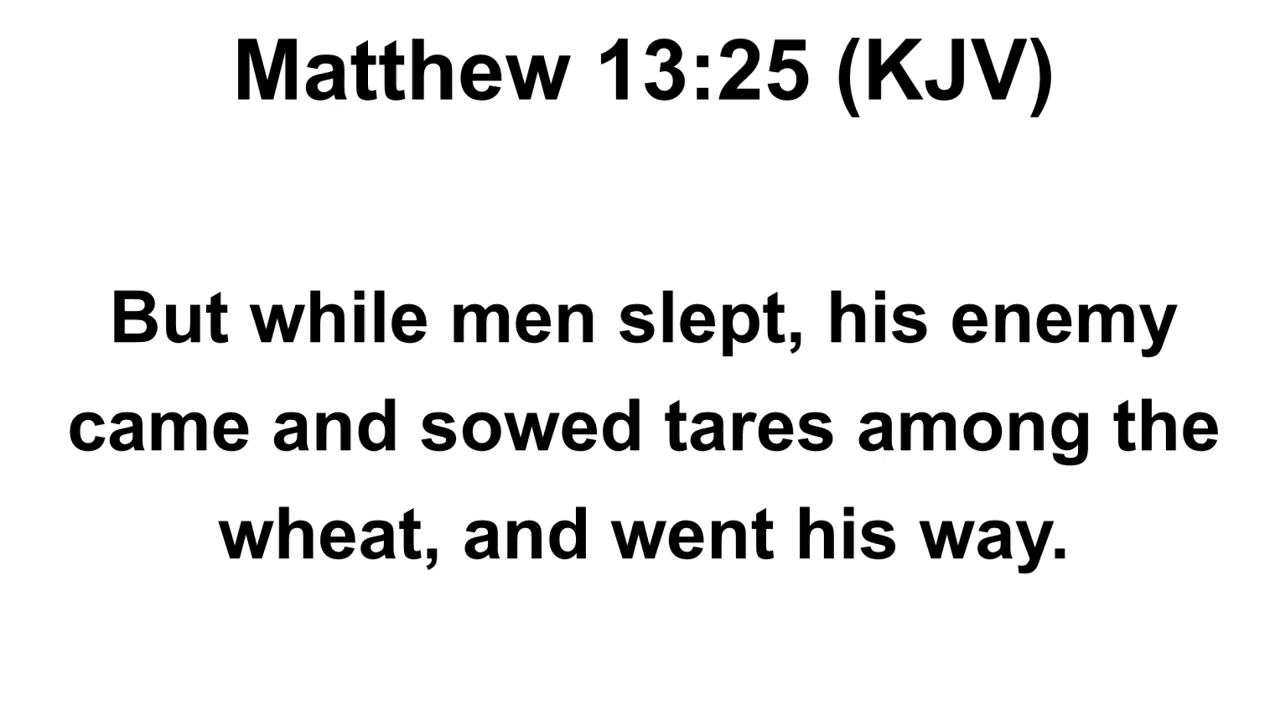 Matthew 13:25 (KJV)
But while men slept, his enemy
came and sowed tares among the
wheat, and went his way.